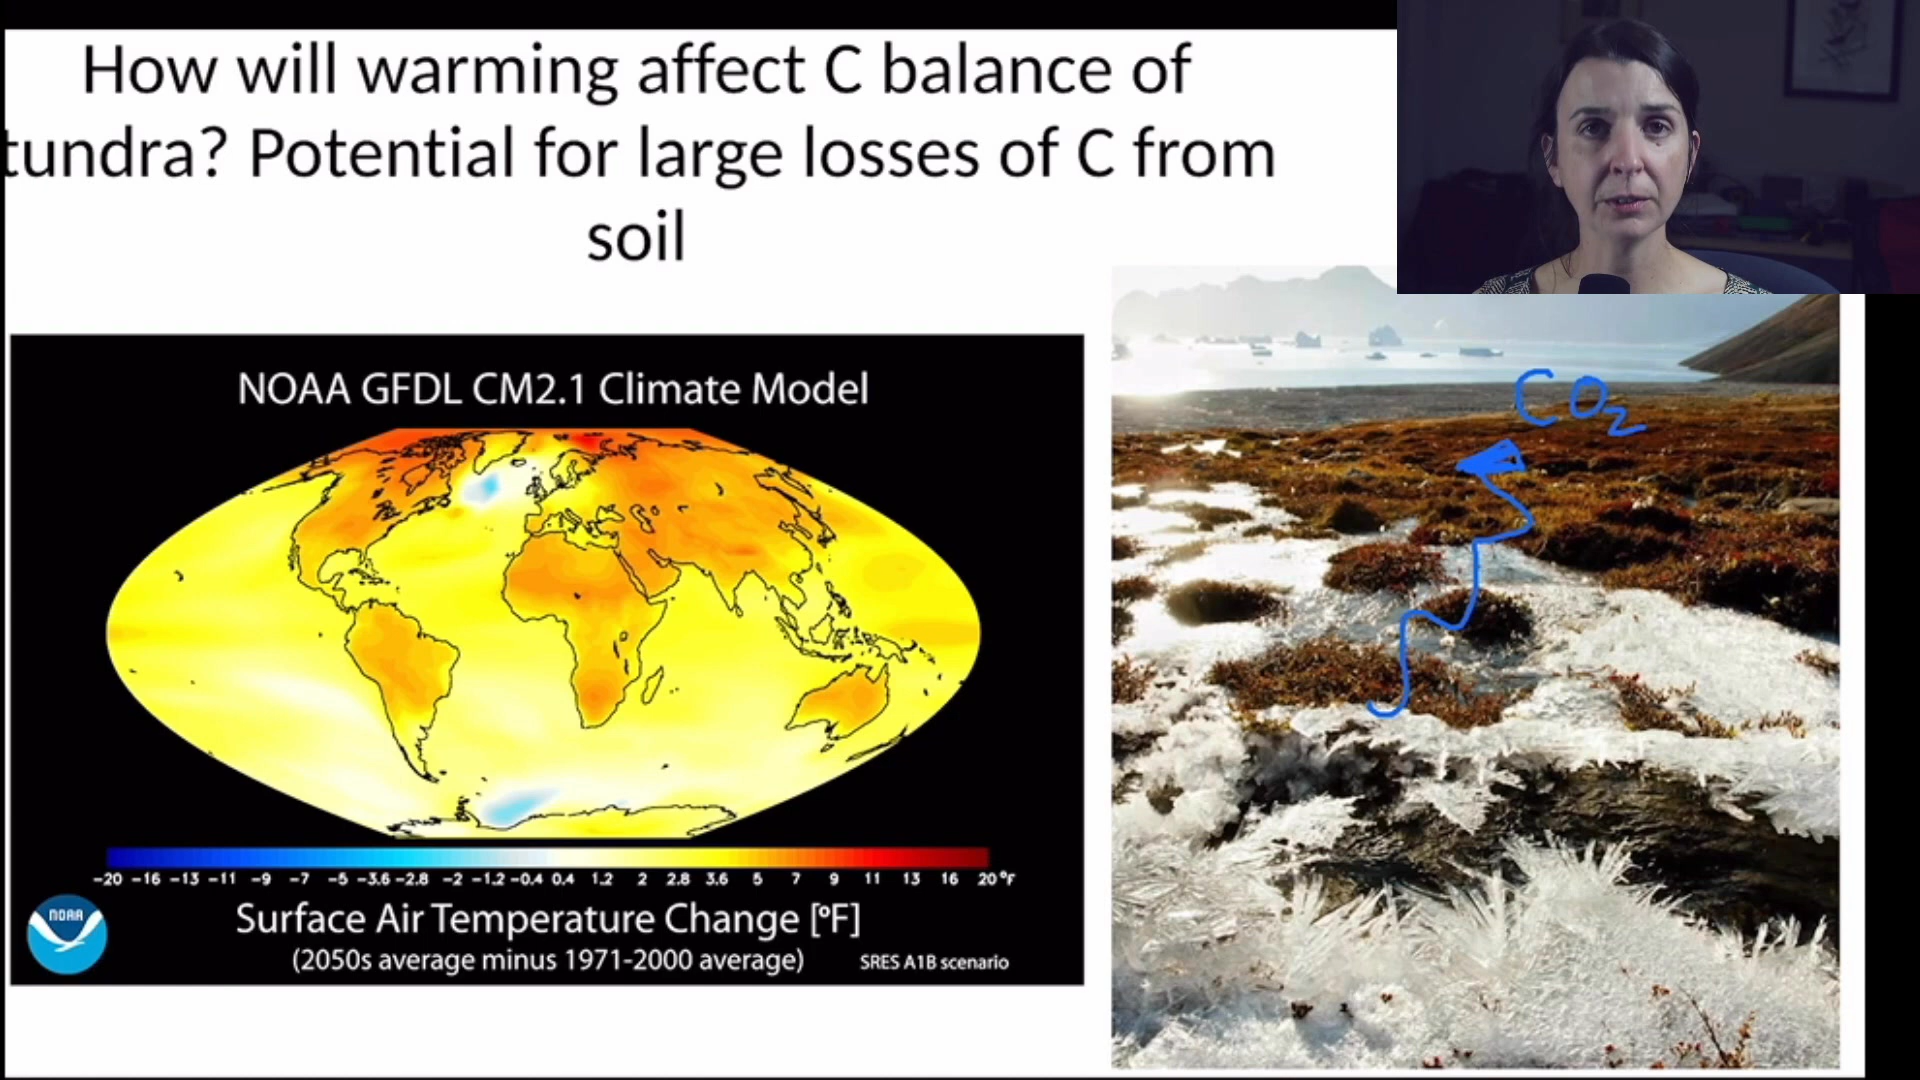 How will warming affect C balance of
tundra? Potential for large losses of C from
soil
NOAA GFDL CM2.1 Climate Model
-20 -16 -13 -11 -9 -7 -5 -3.6 -2.8 -2 -1.2 -0.4 0.4 1.2 2 2.8 3.6 5 7 9 11 13 16 20 °F
NOAA
Surface Air Temperature Change [ºF]
(2050s average minus 1971-2000 average)
SRES A1B scenario
CO₂